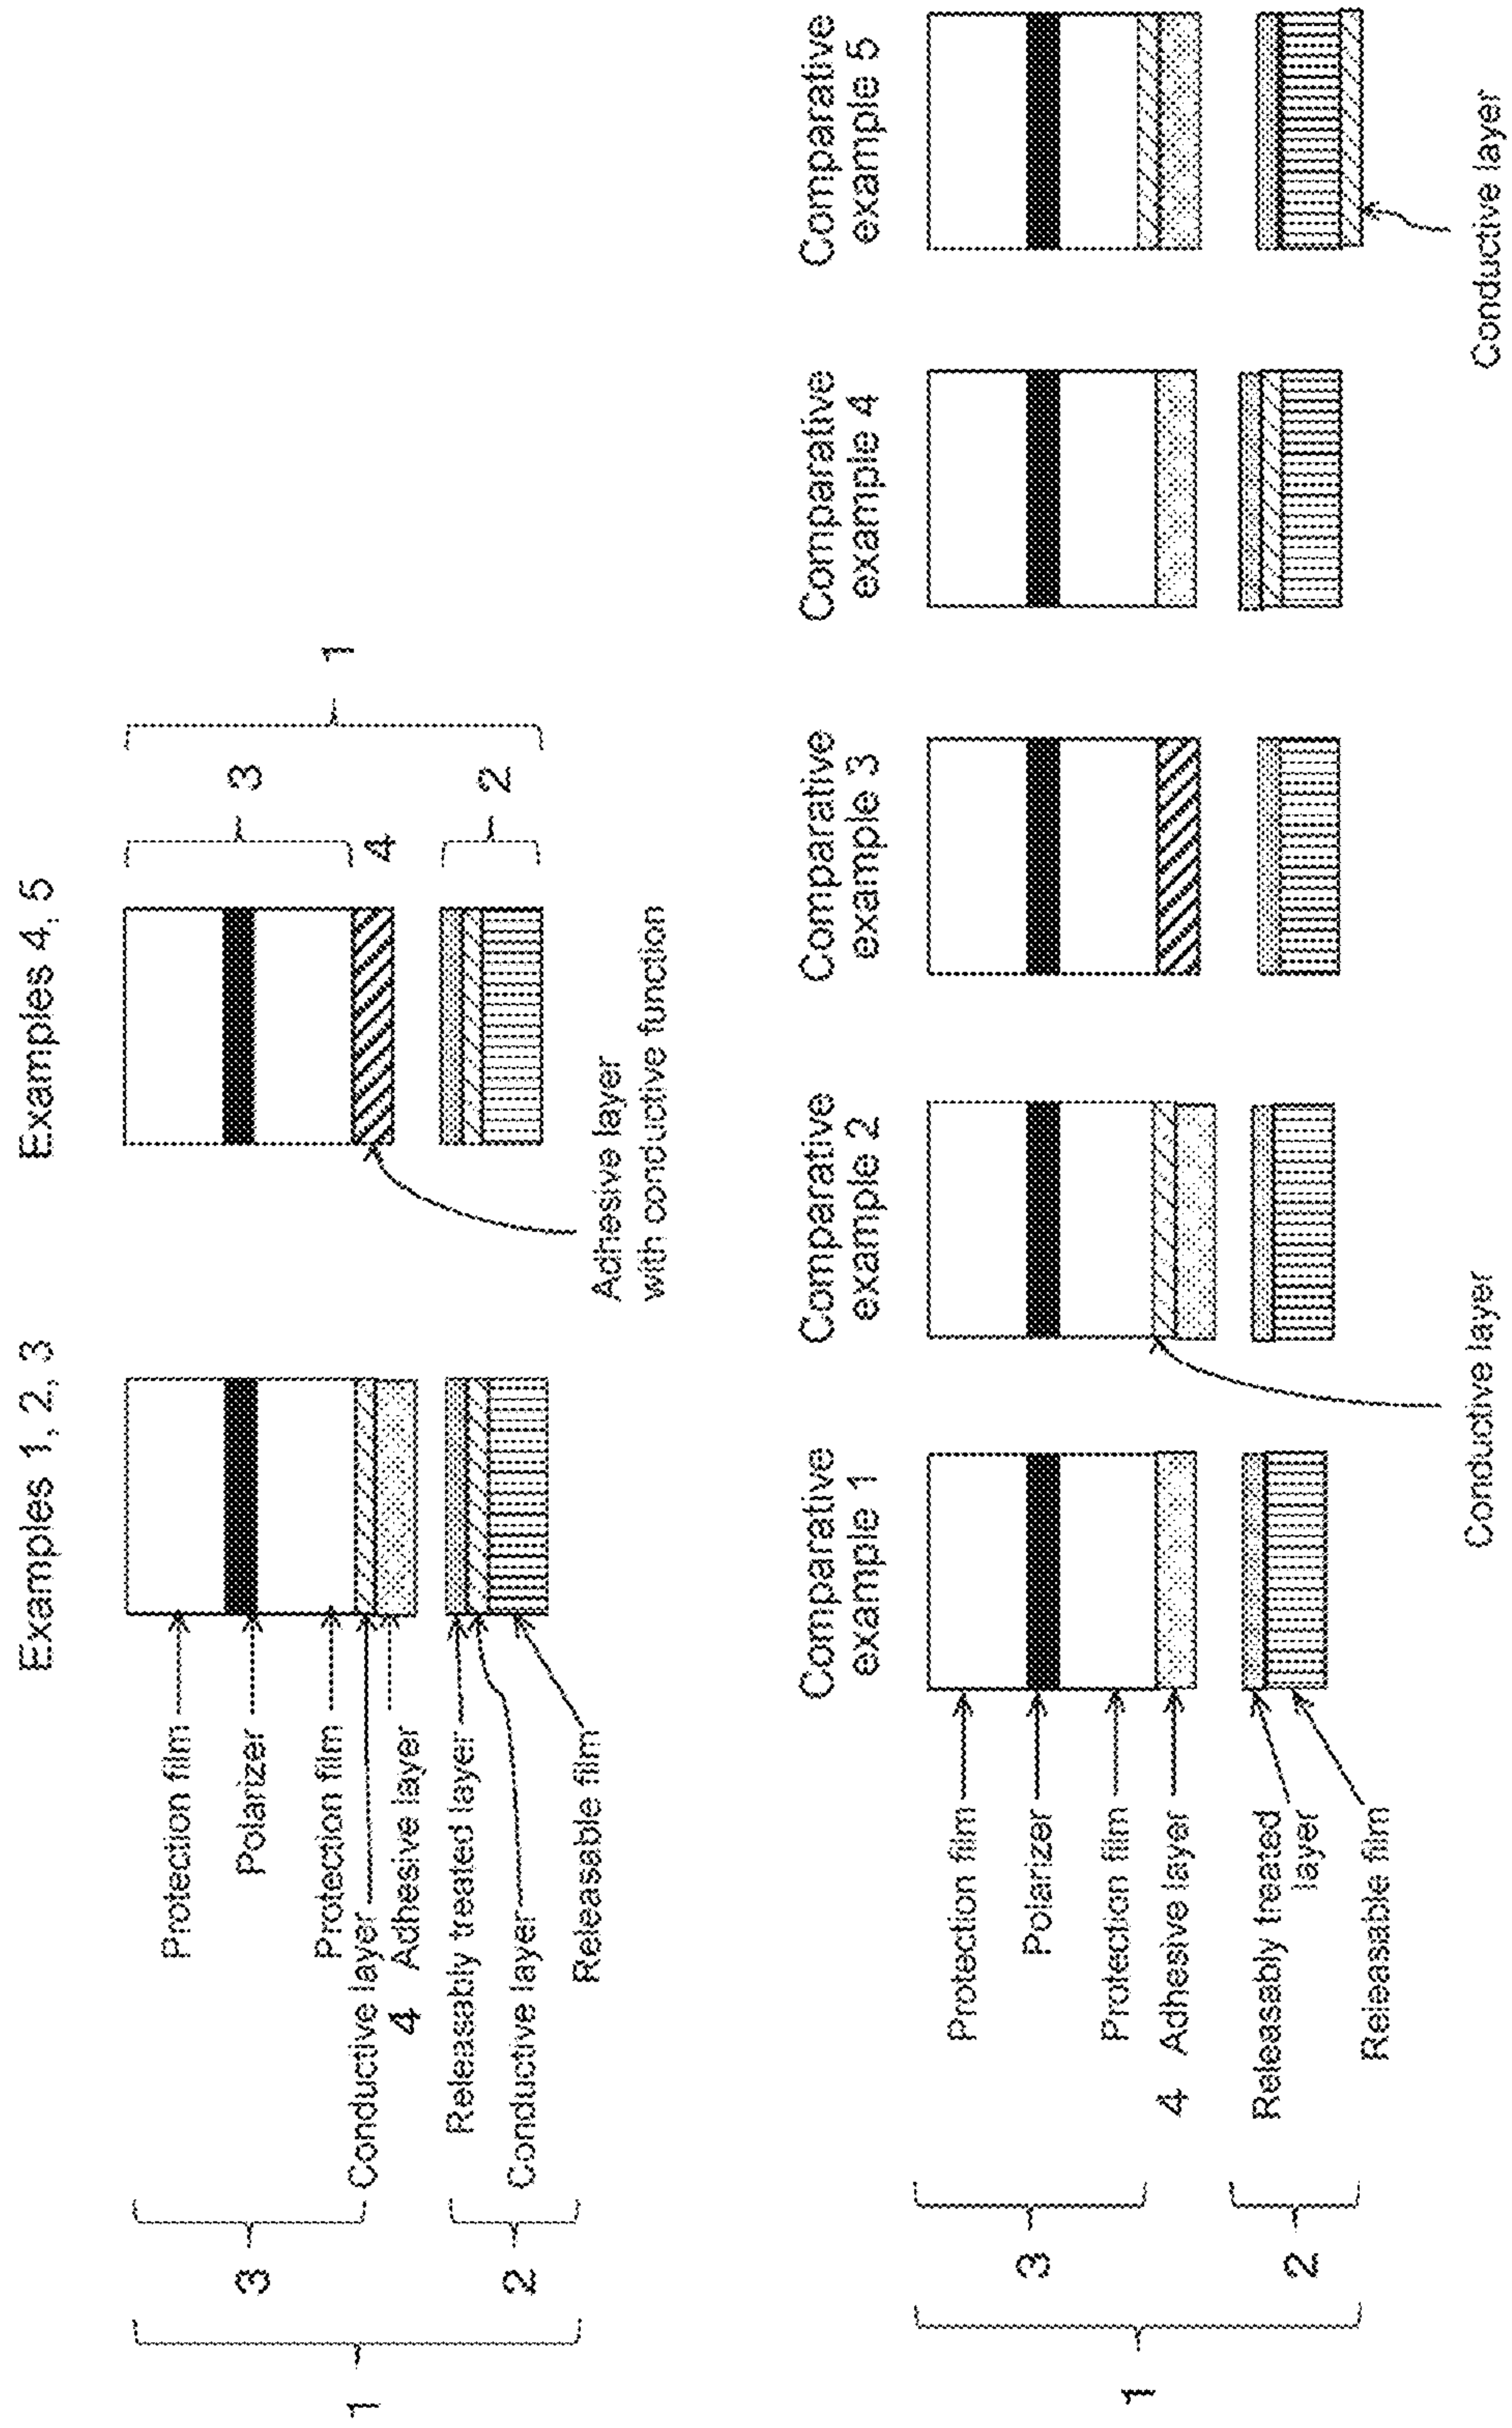 Examples 1, 2, 3
Examples 4, 5
Protection film
Polarizer
Protection film
Conductive layer
4 Adhesive layer
Releasably treated layer
Conductive layer
Releasable film
3
2
1
Adhesive layer
with conductive function
3
4
2
1
Comparative
example 1
Comparative
example 2
Comparative
example 3
Comparative
example 4
Comparative
example 5
Protection film
Polarizer
Protection film
4 Adhesive layer
Releasably treated
layer
Releasable film
3
2
1
Conductive layer
Conductive layer